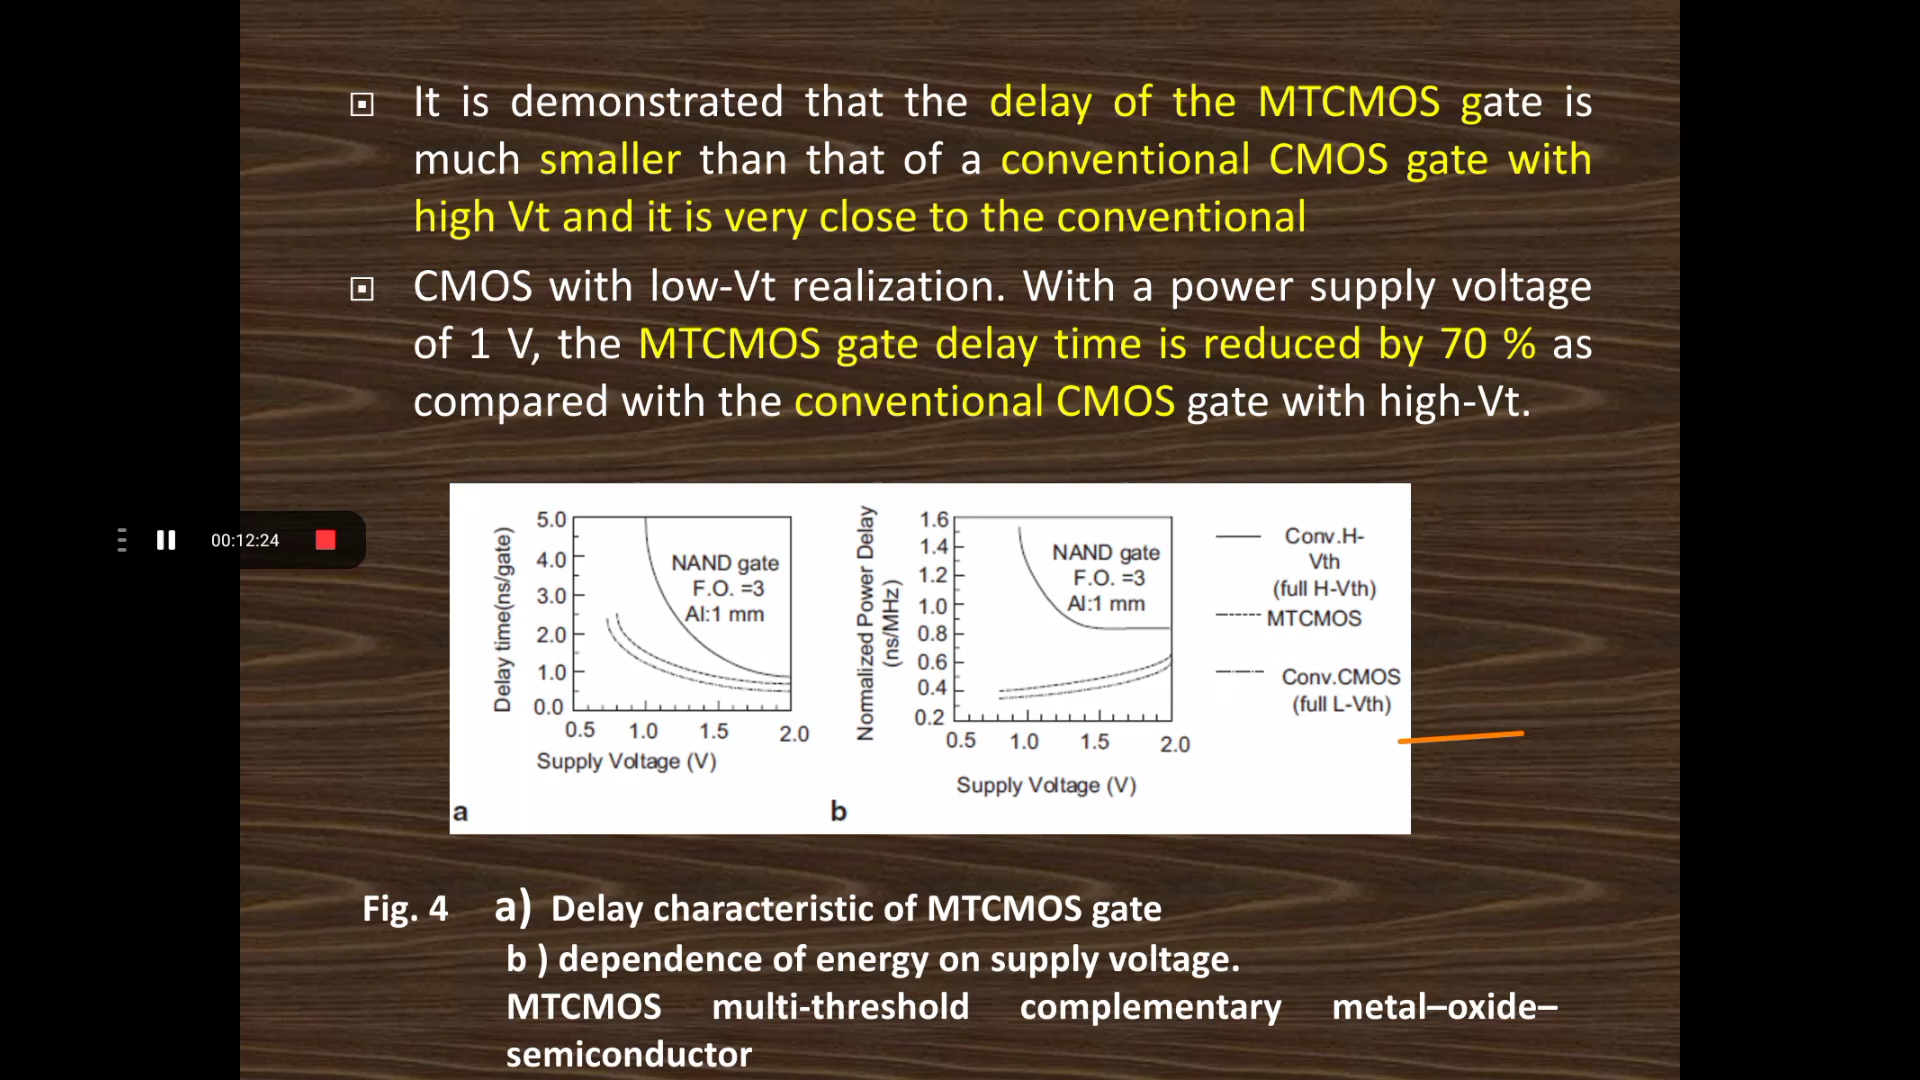 It is demonstrated that the delay of the MTCMOS gate is
much smaller than that of a conventional CMOS gate with
high Vt and it is very close to the conventional
CMOS with low-Vt realization. With a power supply voltage
of 1 V, the MTCMOS gate delay time is reduced by 70 % as
compared with the conventional CMOS gate with high-Vt.
00:12:24
Delay time(ns/gate)
5.0
4.0
3.0
2.0
1.0
0.0
NAND gate
F.O. =3
Al:1 mm
0.5 1.0 1.5 2.0
Supply Voltage (V)
a
Nomalized Power Delay
(ns/MHz)
1.6
1.4
1.2
1.0
0.8
0.6
0.4
0.2
NAND gate
F.O. =3
Al:1 mm
0.5 1.0 1.5 2.0
Supply Voltage (V)
b
Conv.H-
Vth
(full H-Vth)
MTCMOS
Conv.CMOS
(full L-Vth)
Fig. 4 a) Delay characteristic of MTCMOS gate
b ) dependence of energy on supply voltage.
MTCMOS multi-threshold complementary metal–oxide–
semiconductor